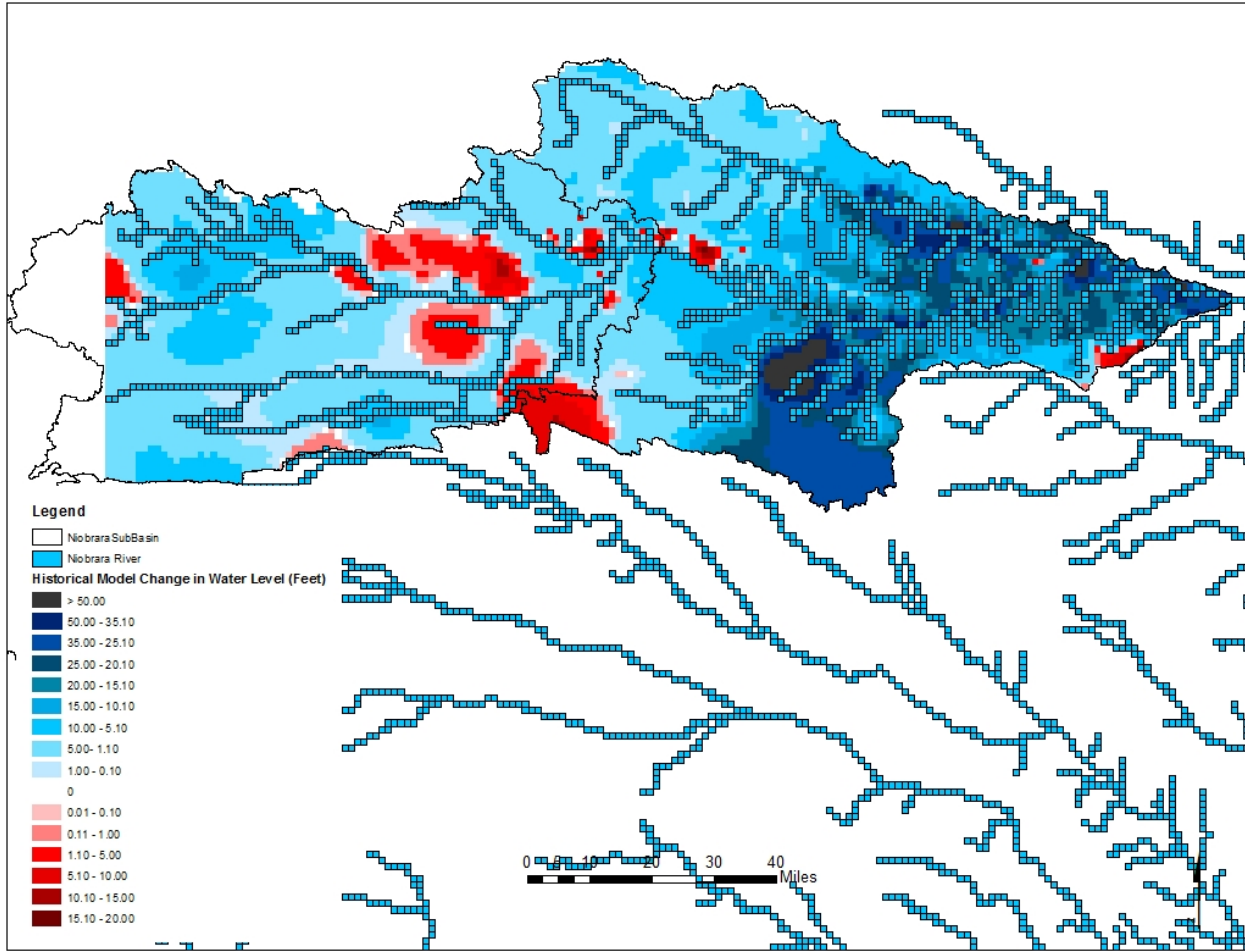 Legend
NiobraraSubBasin
Niobrara River
Historical Model Change in Water Level (Feet)
> 50.00
50.00 - 35.10
35.00 - 25.10
25.00 - 20.10
20.00 - 15.10
15.00 - 10.10
10.00 - 5.10
5.00- 1.10
1.00 - 0.10
0
0.01 - 0.10
0.11 - 1.00
1.10 - 5.00
5.10 - 10.00
10.10 - 15.00
15.10 - 20.00
0 5 10 20 30 40
Miles